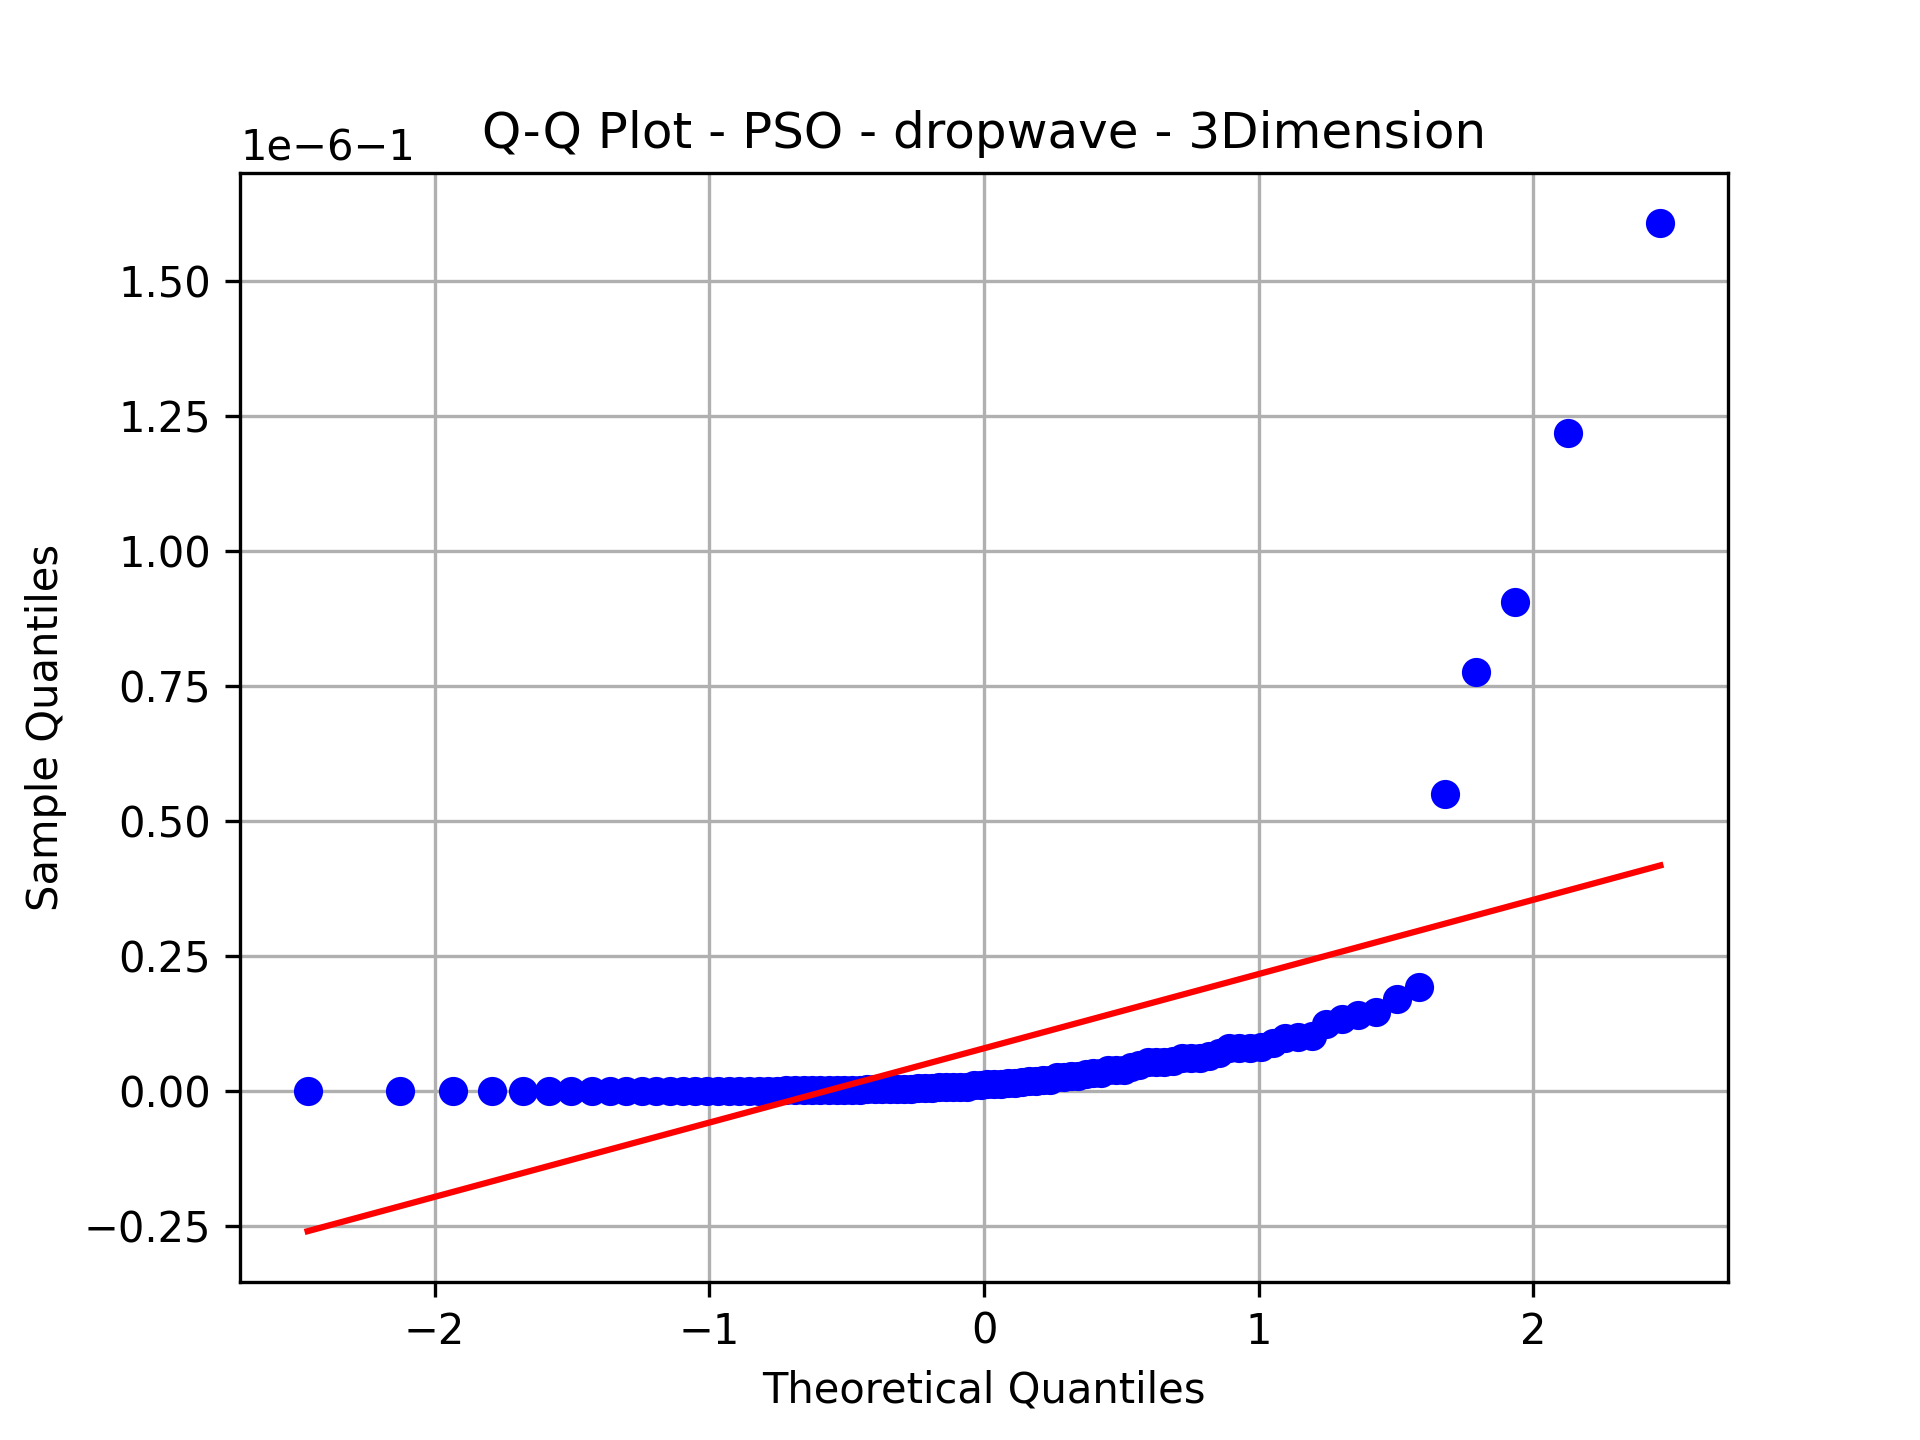 Q-Q Plot - PSO - dropwave - 3Dimension
1e−6−1
1.50
1.25
1.00
0.75
0.50
0.25
0.00
−0.25
Sample Quantiles
−2 −1 0 1 2
Theoretical Quantiles